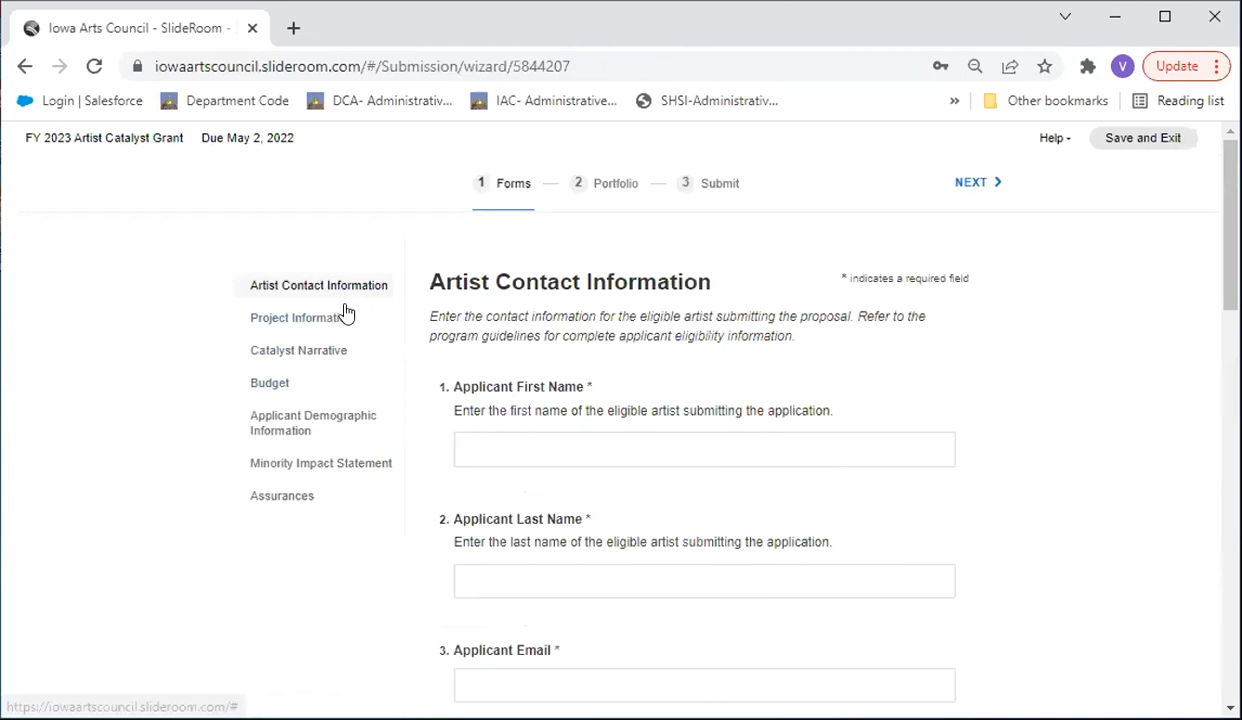 Iowa Arts Council - SlideRoom -
iowaartscouncil.slideroom.com/#/Submission/wizard/5844207
V
Update
Login | Salesforce
Department Code
DCA- Administrativ...
IAC- Administrative...
SHSI-Administrativ...
»
Other bookmarks
Reading list
FY 2023 Artist Catalyst Grant
Due May 2, 2022
Help
Save and Exit
1 Forms
2 Portfolio
3 Submit
NEXT
Artist Contact Information
Project Informati
Catalyst Narrative
Budget
Applicant Demographic
Information
Minority Impact Statement
Assurances
Artist Contact Information
* indicates a required field
Enter the contact information for the eligible artist submitting the proposal. Refer to the
program guidelines for complete applicant eligibility information.
1. Applicant First Name *
Enter the first name of the eligible artist submitting the application.
2. Applicant Last Name *
Enter the last name of the eligible artist submitting the application.
3. Applicant Email *
https://iowaartscouncil.slideroom.com/#